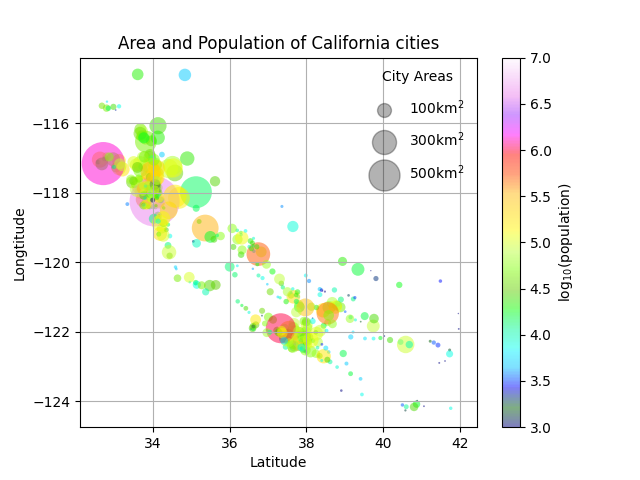 Area and Population of California cities
City Areas
100km²
300km²
500km²
−116
−118
−120
−122
−124
34
36
38
40
42
Latitude
Longtitude
7.0
6.5
6.0
5.5
5.0
4.5
4.0
3.5
3.0
log₁₀(population)